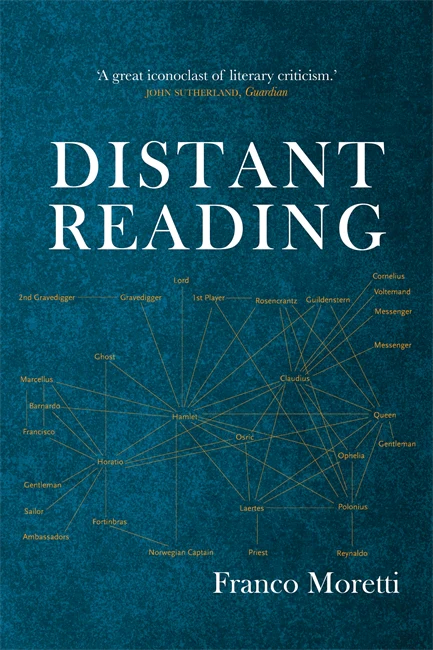 ‘A great iconoclast of literary criticism.’
JOHN SUTHERLAND, Guardian
DISTANT
READING
Lord
Cornelius
Voltemand
2nd Gravedigger
Gravedigger
1st Player
Rosencrantz
Guildenstern
Messenger
Messenger
Ghost
Marcellus
Claudius
Barnardo
Hamlet
Queen
Francisco
Osric
Gentleman
Horatio
Ophelia
Gentleman
Sailor
Laertes
Polonius
Fortinbras
Ambassadors
Norwegian Captain
Priest
Reynaldo
Franco Moretti